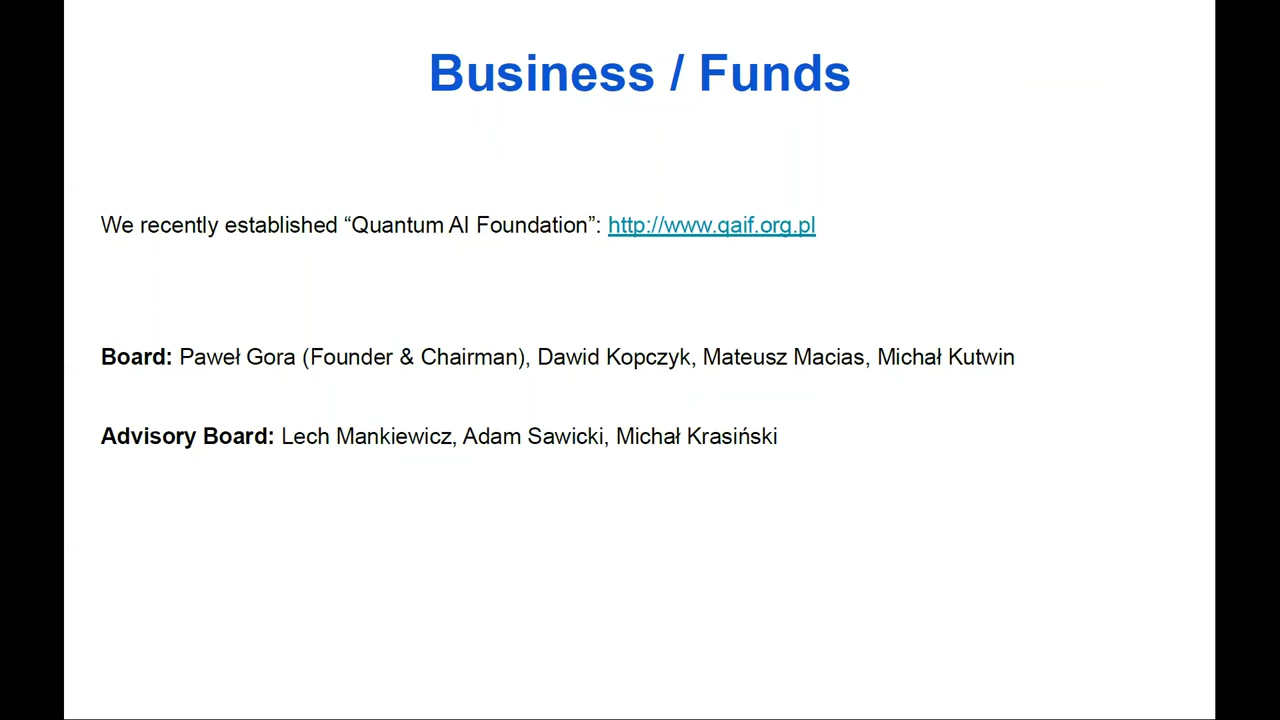 Business / Funds
We recently established “Quantum AI Foundation”: http://www.qaif.org.pl
Board: Paweł Gora (Founder & Chairman), Dawid Kopczyk, Mateusz Macias, Michał Kutwin
Advisory Board: Lech Mankiewicz, Adam Sawicki, Michał Krasiński